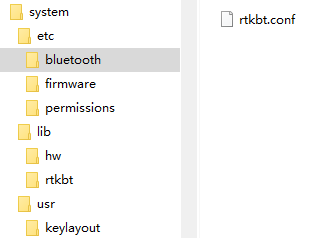 system
etc
bluetooth
firmware
permissions
lib
hw
rtkbt
usr
keylayout
rtkbt.conf